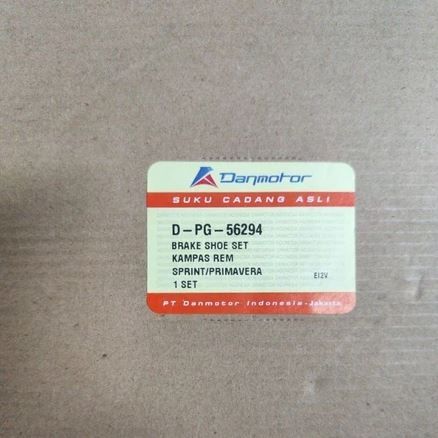 Danmotor
SUKU CADANG ASLI
D-PG-56294
BRAKE SHOE SET
KAMPAS REM
SPRINT/PRIMAVERA
1 SET
EI2V
PT Danmotor Indonesia-Jakarta